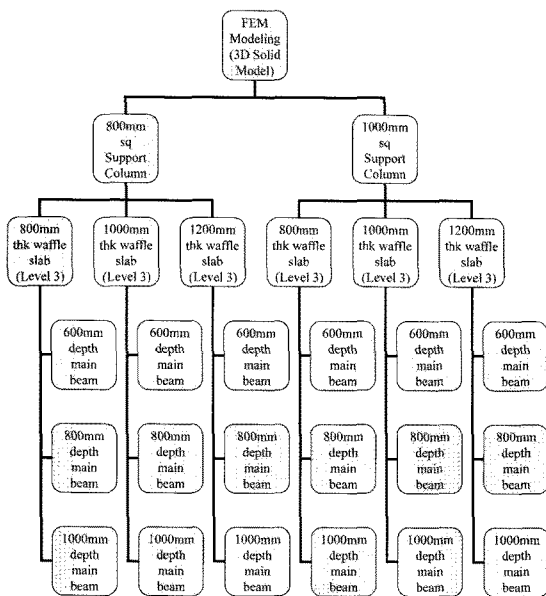 FEM
Modeling
(3D Solid
Model)
800mm
sq
Support
Column
1000mm
sq
Support
Column
800mm
thk waffle
slab
(Level 3)
1000mm
thk waffle
slab
(Level 3)
1200mm
thk waffle
slab
(Level 3)
800mm
thk waffle
slab
(Level 3)
1000mm
thk waffle
slab
(Level 3)
1200mm
thk waffle
slab
(Level 3)
600mm
depth
main
beam
600mm
depth
main
beam
600mm
depth
main
beam
600mm
depth
main
beam
600mm
depth
main
beam
600mm
depth
main
beam
800mm
depth
main
beam
800mm
depth
main
beam
800mm
depth
main
beam
800mm
depth
main
beam
800mm
depth
main
beam
800mm
depth
main
beam
1000mm
depth
main
beam
1000mm
depth
main
beam
1000mm
depth
main
beam
1000mm
depth
main
beam
1000mm
depth
main
beam
1000mm
depth
main
beam